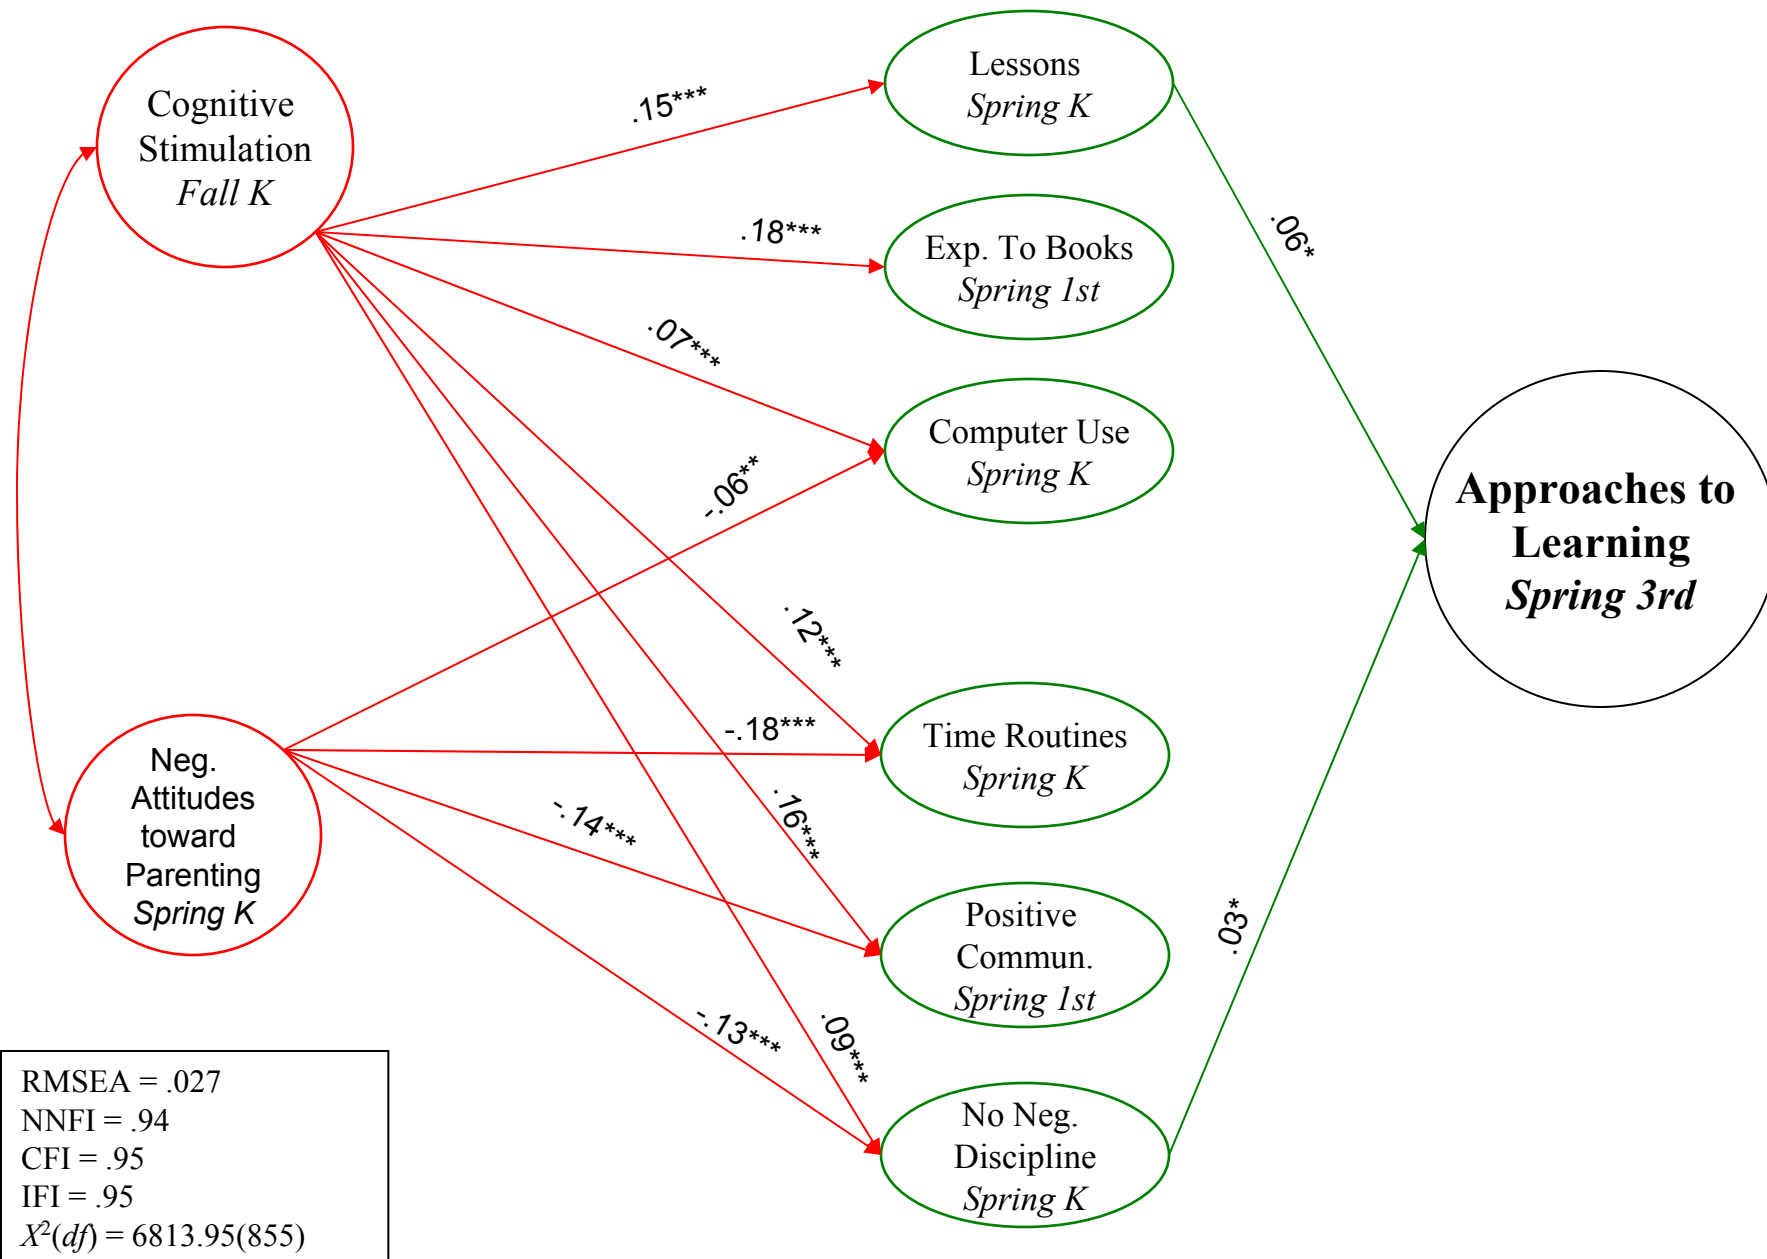 Cognitive
Stimulation
Fall K
Neg.
Attitudes
toward
Parenting
Spring K
.15***
.18***
.07***
-.06**
.12***
-.18***
-.14***
.16***
-.13***
.09***
Lessons
Spring K
Exp. To Books
Spring 1st
Computer Use
Spring K
Time Routines
Spring K
Positive
Commun.
Spring 1st
No Neg.
Discipline
Spring K
.06*
.03*
Approaches to
Learning
Spring 3rd
RMSEA = .027
NNFI = .94
CFI = .95
IFI = .95
X²(df) = 6813.95(855)